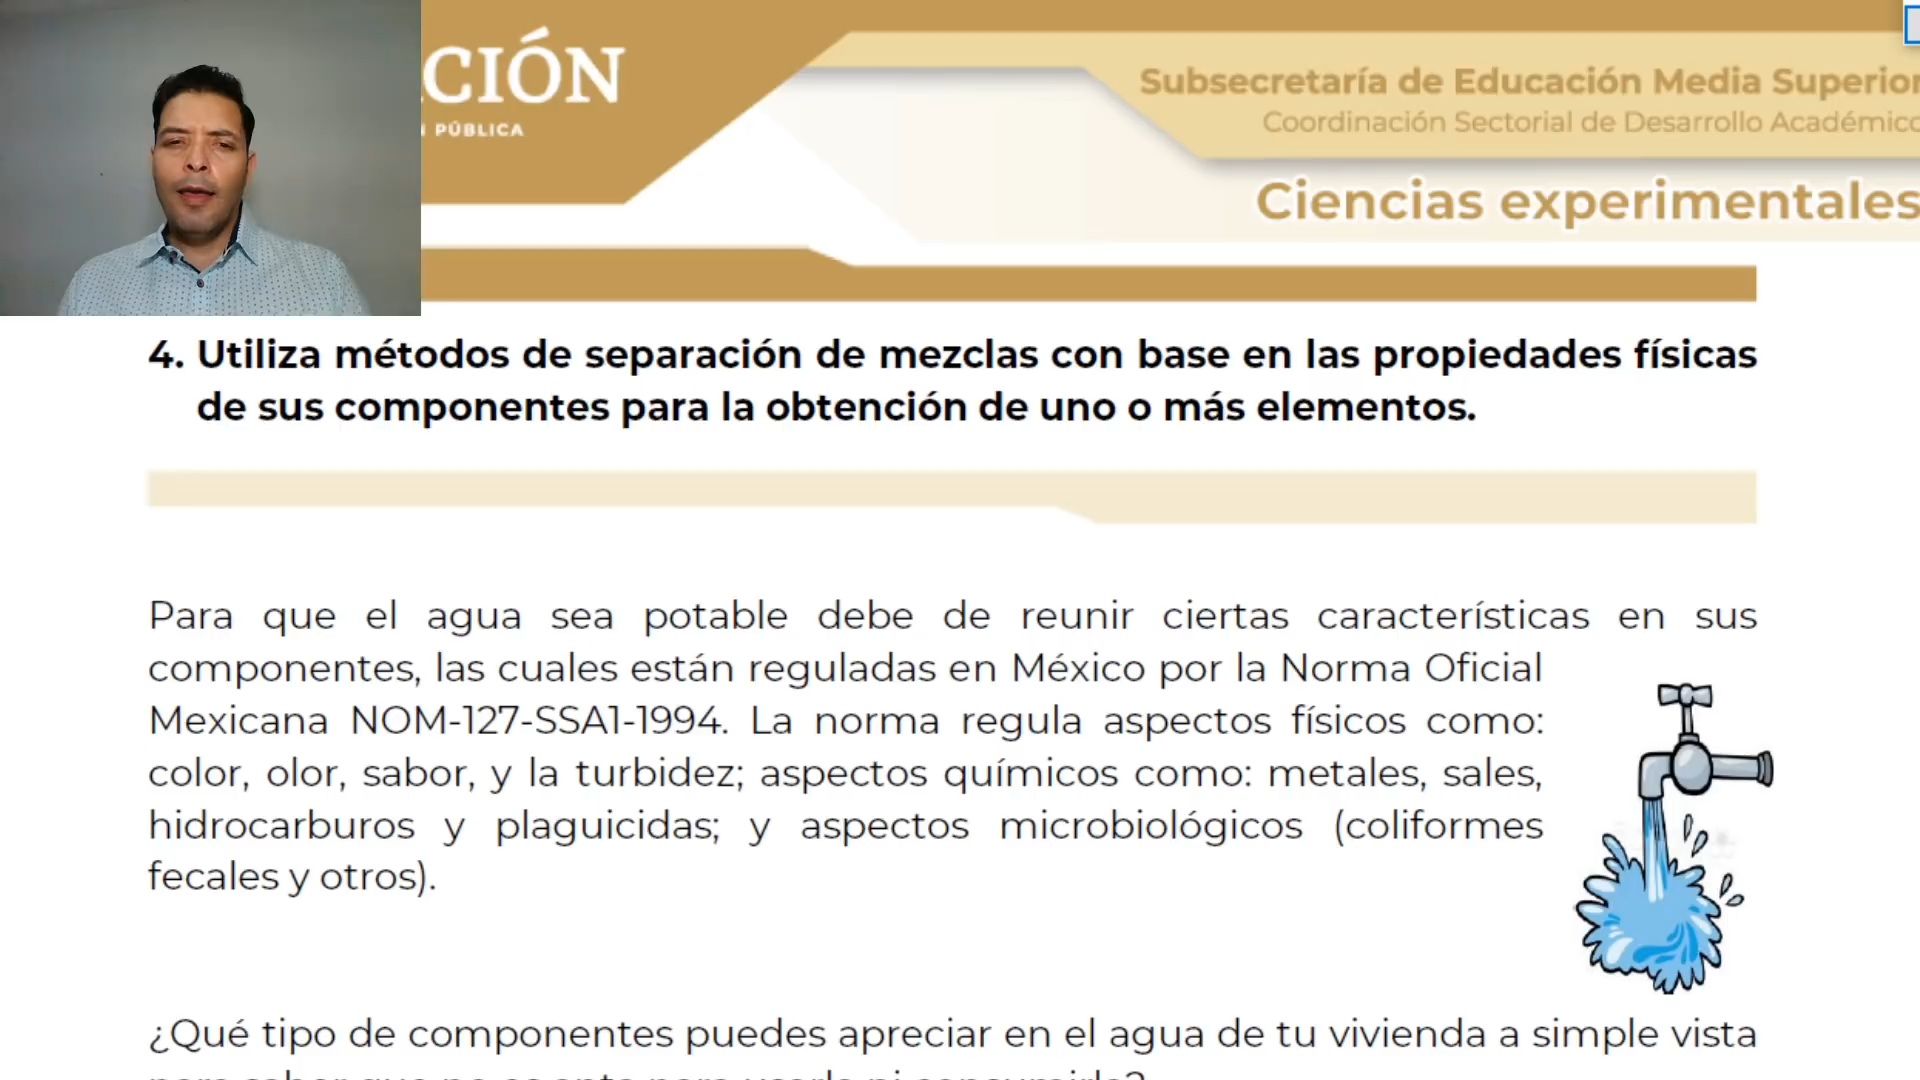 CIÓN
PÚBLICA
Subsecretaría de Educación Media Superior
Coordinación Sectorial de Desarrollo Académico
Ciencias experimentales
4. Utiliza métodos de separación de mezclas con base en las propiedades físicas
de sus componentes para la obtención de uno o más elementos.
Para que el agua sea potable debe de reunir ciertas características en sus
componentes, las cuales están reguladas en México por la Norma Oficial
Mexicana NOM-127-SSA1-1994. La norma regula aspectos físicos como:
color, olor, sabor, y la turbidez; aspectos químicos como: metales, sales,
hidrocarburos y plaguicidas; y aspectos microbiológicos (coliformes
fecales y otros).
¿Qué tipo de componentes puedes apreciar en el agua de tu vivienda a simple vista